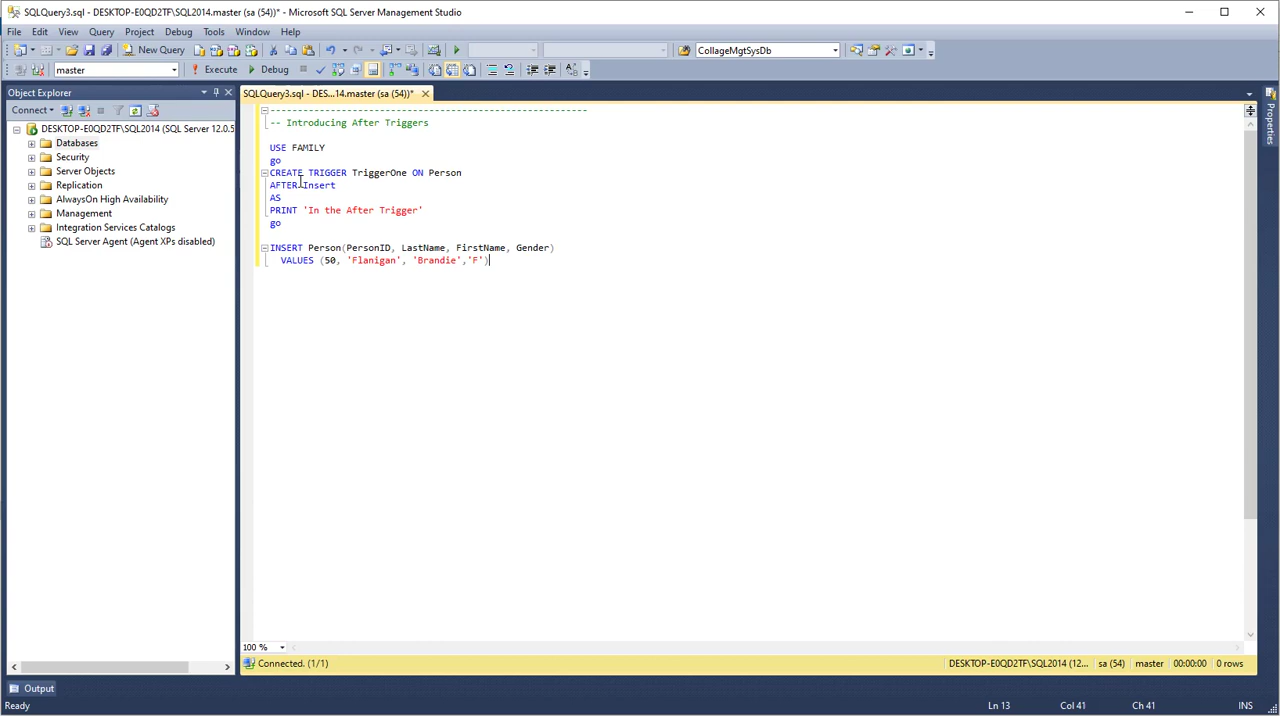 SQLQuery3.sql - DESKTOP-E0QD2TF\SQL2014.master (sa (54))* - Microsoft SQL Server Management Studio
File Edit View Query Project Debug Tools Window Help
New Query CollageMgtSysDb
master Execute Debug
Object Explorer
SQLQuery3.sql - DES...14.master (sa (54))*
Connect
DESKTOP-E0QD2TF\SQL2014 (SQL Server 12.0.5
Databases
Security
Server Objects
Replication
AlwaysOn High Availability
Management
Integration Services Catalogs
SQL Server Agent (Agent XPs disabled)
-- Introducing After Triggers
USE FAMILY
go
CREATE TRIGGER TriggerOne ON Person
AFTER Insert
AS
PRINT 'In the After Trigger'
go
INSERT Person(PersonID, LastName, FirstName, Gender)
VALUES (50, 'Flanigan', 'Brandie','F')
Properties
100 %
Connected. (1/1) DESKTOP-E0QD2TF\SQL2014 (12... sa (54) master 00:00:00 0 rows
Output
Ready Ln 13 Col 41 Ch 41 INS